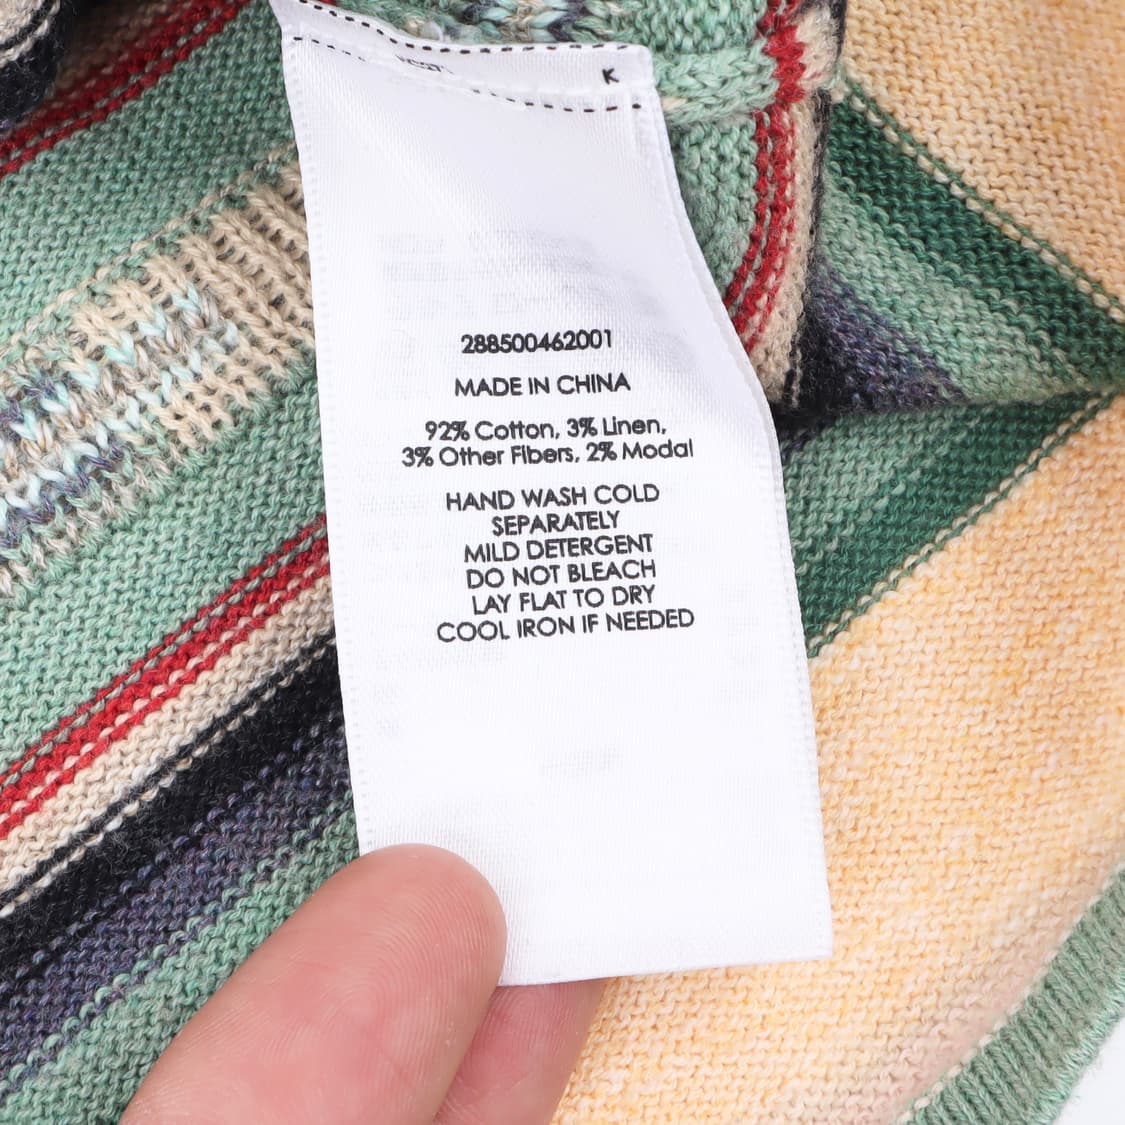 K
288500462001
MADE IN CHINA
92% Cotton, 3% Linen,
3% Other Fibers, 2% Modal
HAND WASH COLD
SEPARATELY
MILD DETERGENT
DO NOT BLEACH
LAY FLAT TO DRY
COOL IRON IF NEEDED